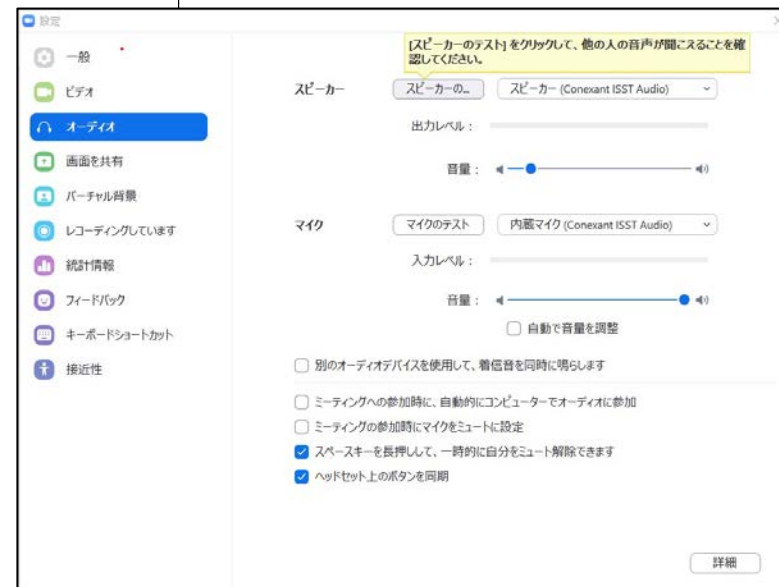 設定
一般
ビデオ
オーディオ
画面を共有
バーチャル背景
レコーディングしています
統計情報
フィードバック
キーボードショートカット
接近性
[スピーカーのテスト] をクリックして、他の人の音声が聞こえることを確
認してください。
スピーカー スピーカーの... スピーカー (Conexant ISST Audio)
出力レベル：
音量：
マイク マイクのテスト 内蔵マイク (Conexant ISST Audio)
入力レベル：
音量：
自動で音量を調整
別のオーディオデバイスを使用して、着信音を同時に鳴らします
ミーティングへの参加時に、自動的にコンピューターでオーディオに参加
ミーティングの参加時にマイクをミュートに設定
スペースキーを長押しして、一時的に自分をミュート解除できます
ヘッドセット上のボタンを同期
詳細